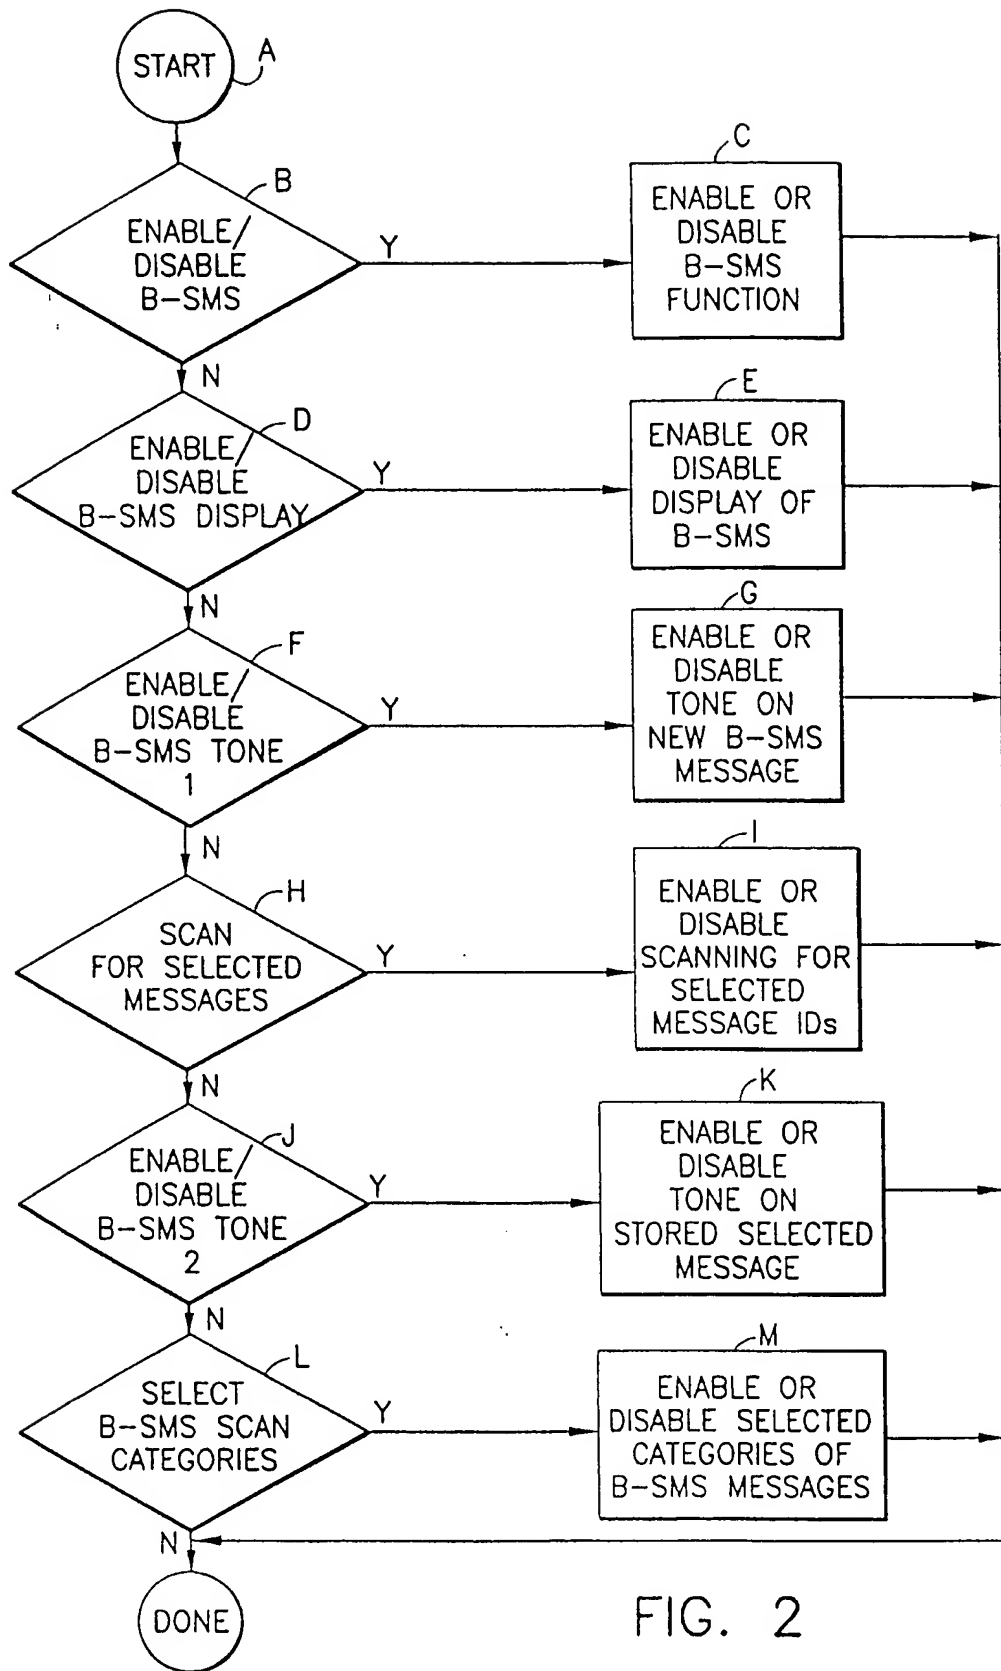 START
A
B
ENABLE/
DISABLE
B-SMS
Y
N
C
ENABLE OR
DISABLE
B-SMS
FUNCTION
D
ENABLE/
DISABLE
B-SMS DISPLAY
Y
N
E
ENABLE OR
DISABLE
DISPLAY OF
B-SMS
F
ENABLE/
DISABLE
B-SMS TONE
1
Y
N
G
ENABLE OR
DISABLE
TONE ON
NEW B-SMS
MESSAGE
H
SCAN
FOR SELECTED
MESSAGES
Y
N
I
ENABLE OR
DISABLE
SCANNING FOR
SELECTED
MESSAGE IDs
J
ENABLE/
DISABLE
B-SMS TONE
2
Y
N
K
ENABLE OR
DISABLE
TONE ON
STORED SELECTED
MESSAGE
L
SELECT
B-SMS SCAN
CATEGORIES
Y
N
M
ENABLE OR
DISABLE SELECTED
CATEGORIES OF
B-SMS MESSAGES
DONE
FIG. 2